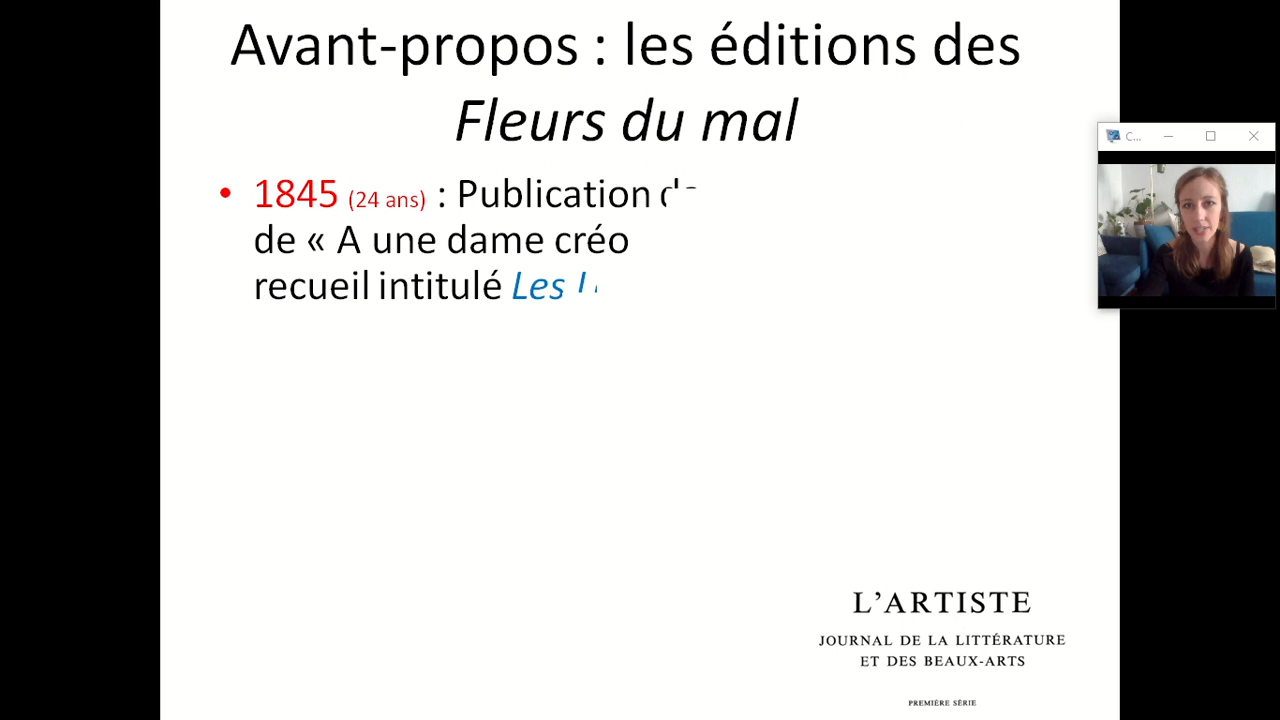 Avant-propos : les éditions des
Fleurs du mal
• 1845 (24 ans) : Publication
de « A une dame créo
recueil intitulé Les
C...
L'ARTISTE
JOURNAL DE LA LITTÉRATURE
ET DES BEAUX-ARTS
PREMIÈRE SÉRIE